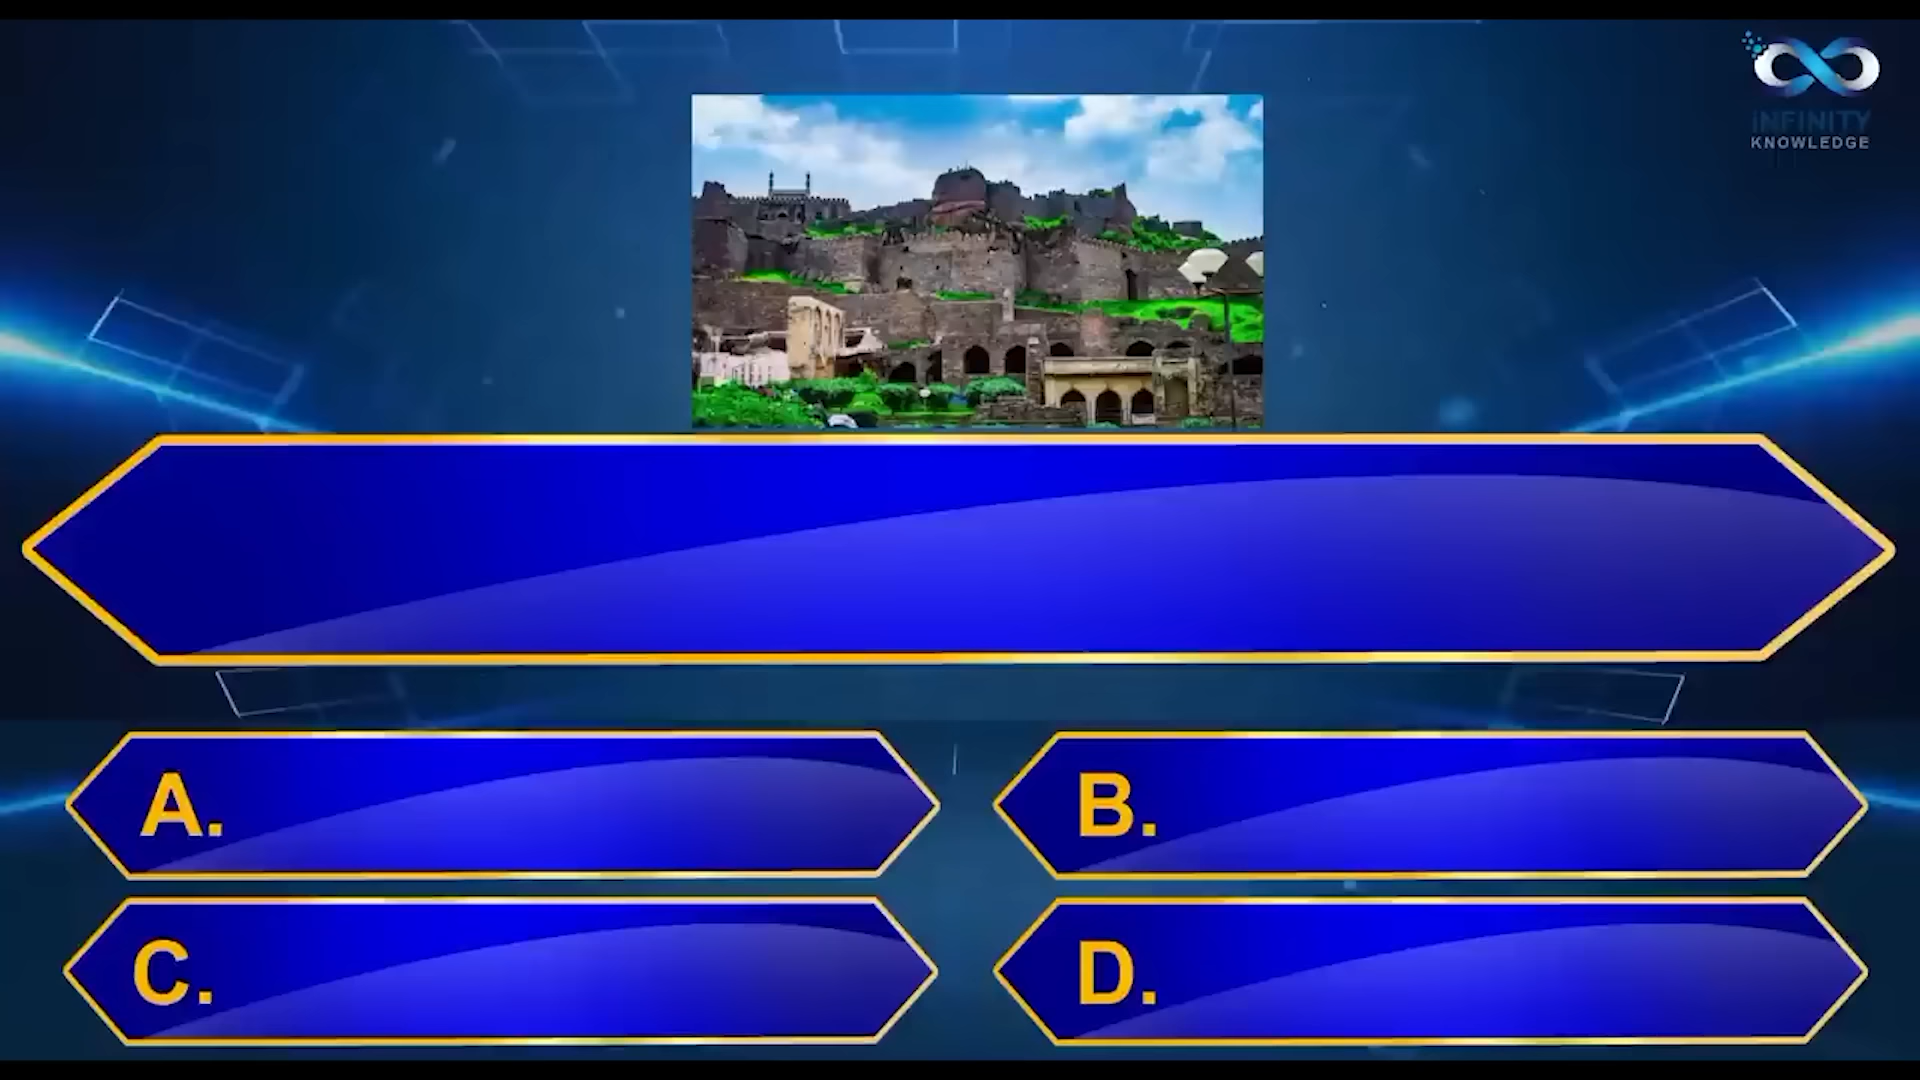 INFINITY
KNOWLEDGE
A.
B.
C.
D.